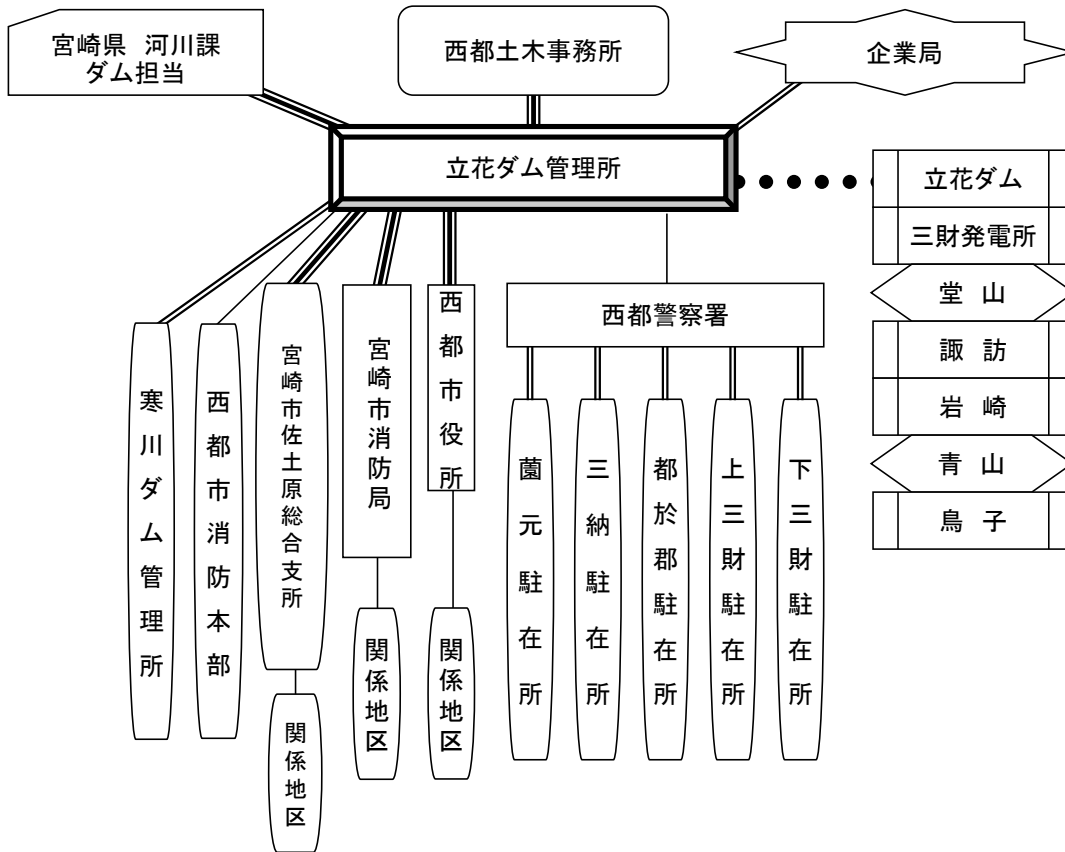 宮崎県 河川課
ダム担当
西都土木事務所
企業局
立花ダム管理所
立花ダム
三財発電所
堂 山
諏 訪
岩 崎
青 山
鳥 子
寒川ダム管理所
西都市消防本部
宮崎市佐土原総合支所
関係地区
宮崎市消防局
関係地区
西都市役所
関係地区
西都警察署
薗元駐在所
三納駐在所
都於郡駐在所
上三財駐在所
下三財駐在所